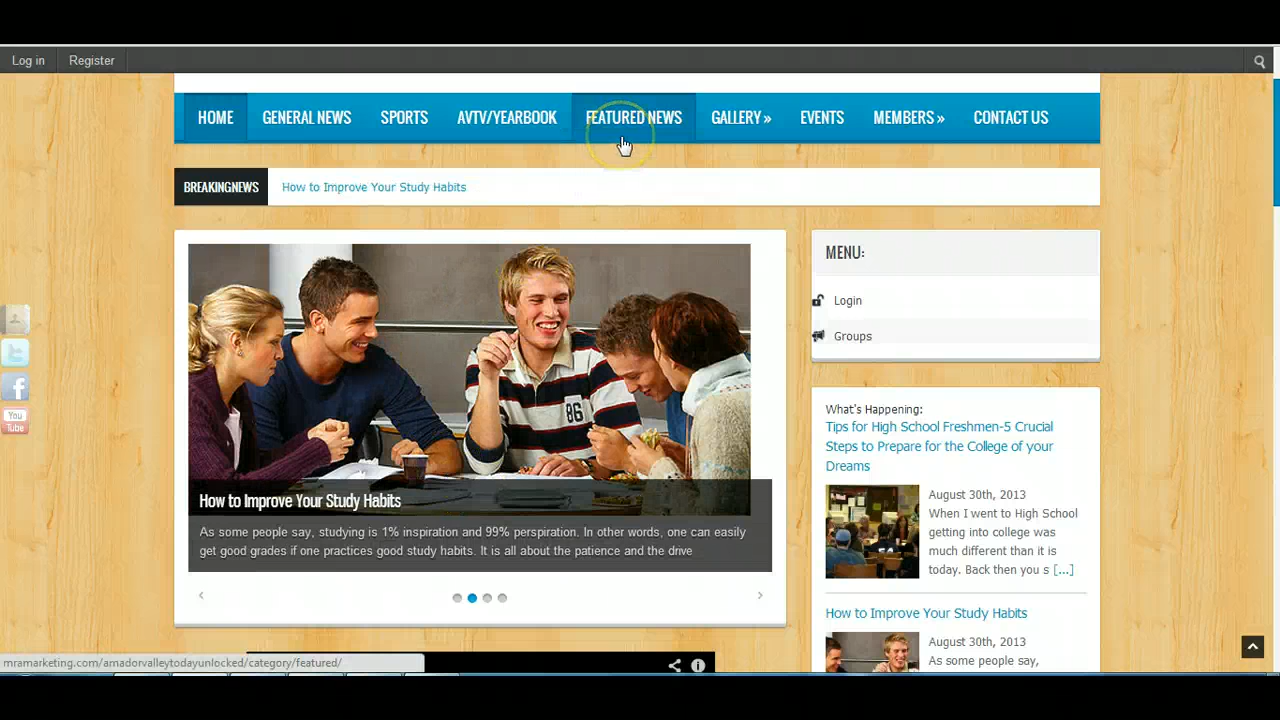 Log in Register
HOME GENERAL NEWS SPORTS AVTV/YEARBOOK FEATURED NEWS GALLERY » EVENTS MEMBERS » CONTACT US
BREAKINGNEWS How to Improve Your Study Habits
86
How to Improve Your Study Habits
As some people say, studying is 1% inspiration and 99% perspiration. In other words, one can easily
get good grades if one practices good study habits. It is all about the patience and the drive
MENU:
Login
Groups
What's Happening:
Tips for High School Freshmen-5 Crucial
Steps to Prepare for the College of your
Dreams
August 30th, 2013
When I went to High School
getting into college was
much different than it is
today. Back then you s [...]
How to Improve Your Study Habits
August 30th, 2013
As some people say,
You
Tube
mramarketing.com/amadorvalleytodayunlocked/category/featured/